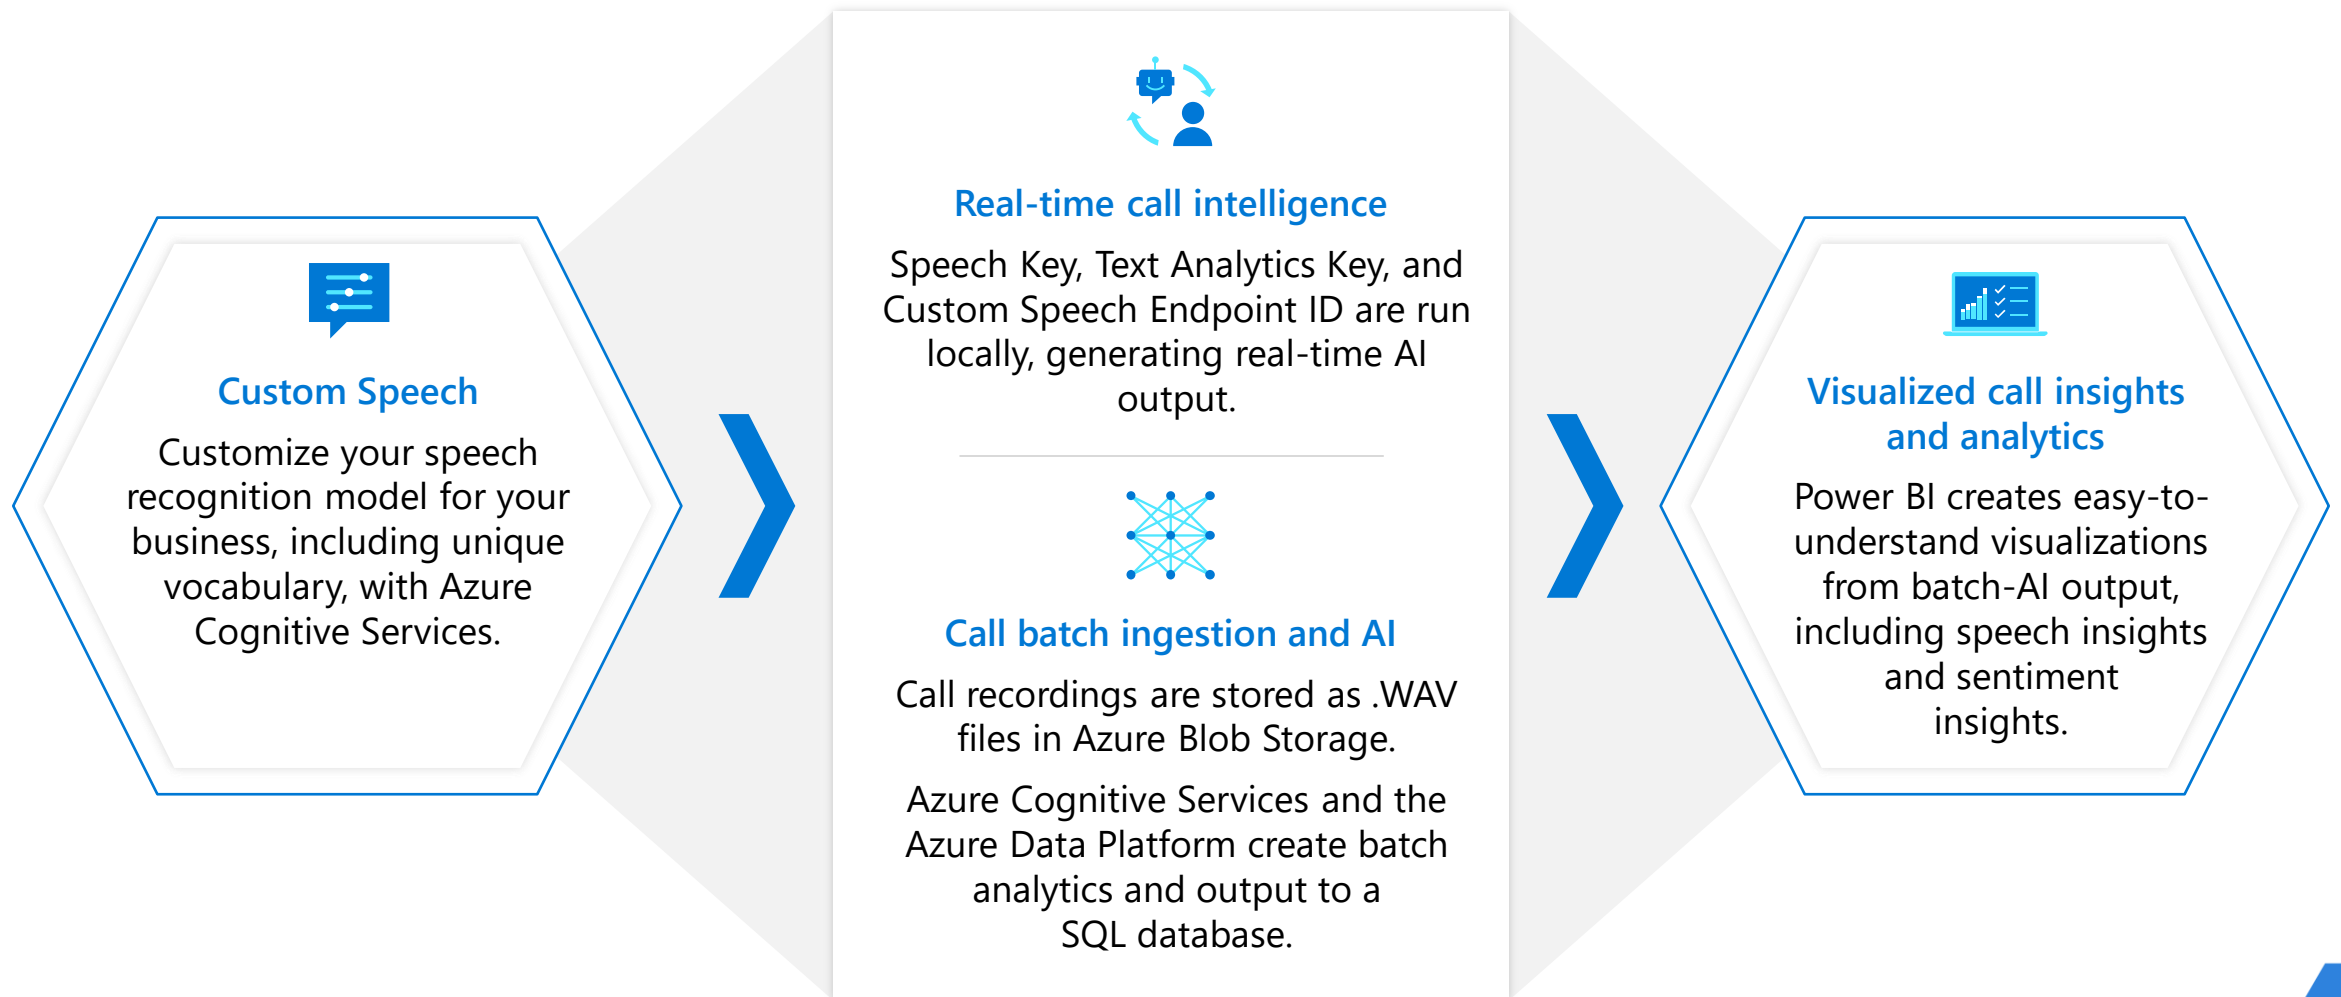 Custom Speech
Customize your speech
recognition model for your
business, including unique
vocabulary, with Azure
Cognitive Services.
Real-time call intelligence
Speech Key, Text Analytics Key, and
Custom Speech Endpoint ID are run
locally, generating real-time AI
output.
Call batch ingestion and AI
Call recordings are stored as .WAV
files in Azure Blob Storage.
Azure Cognitive Services and the
Azure Data Platform create batch
analytics and output to a
SQL database.
Visualized call insights
and analytics
Power BI creates easy-to-
understand visualizations
from batch-AI output,
including speech insights
and sentiment
insights.